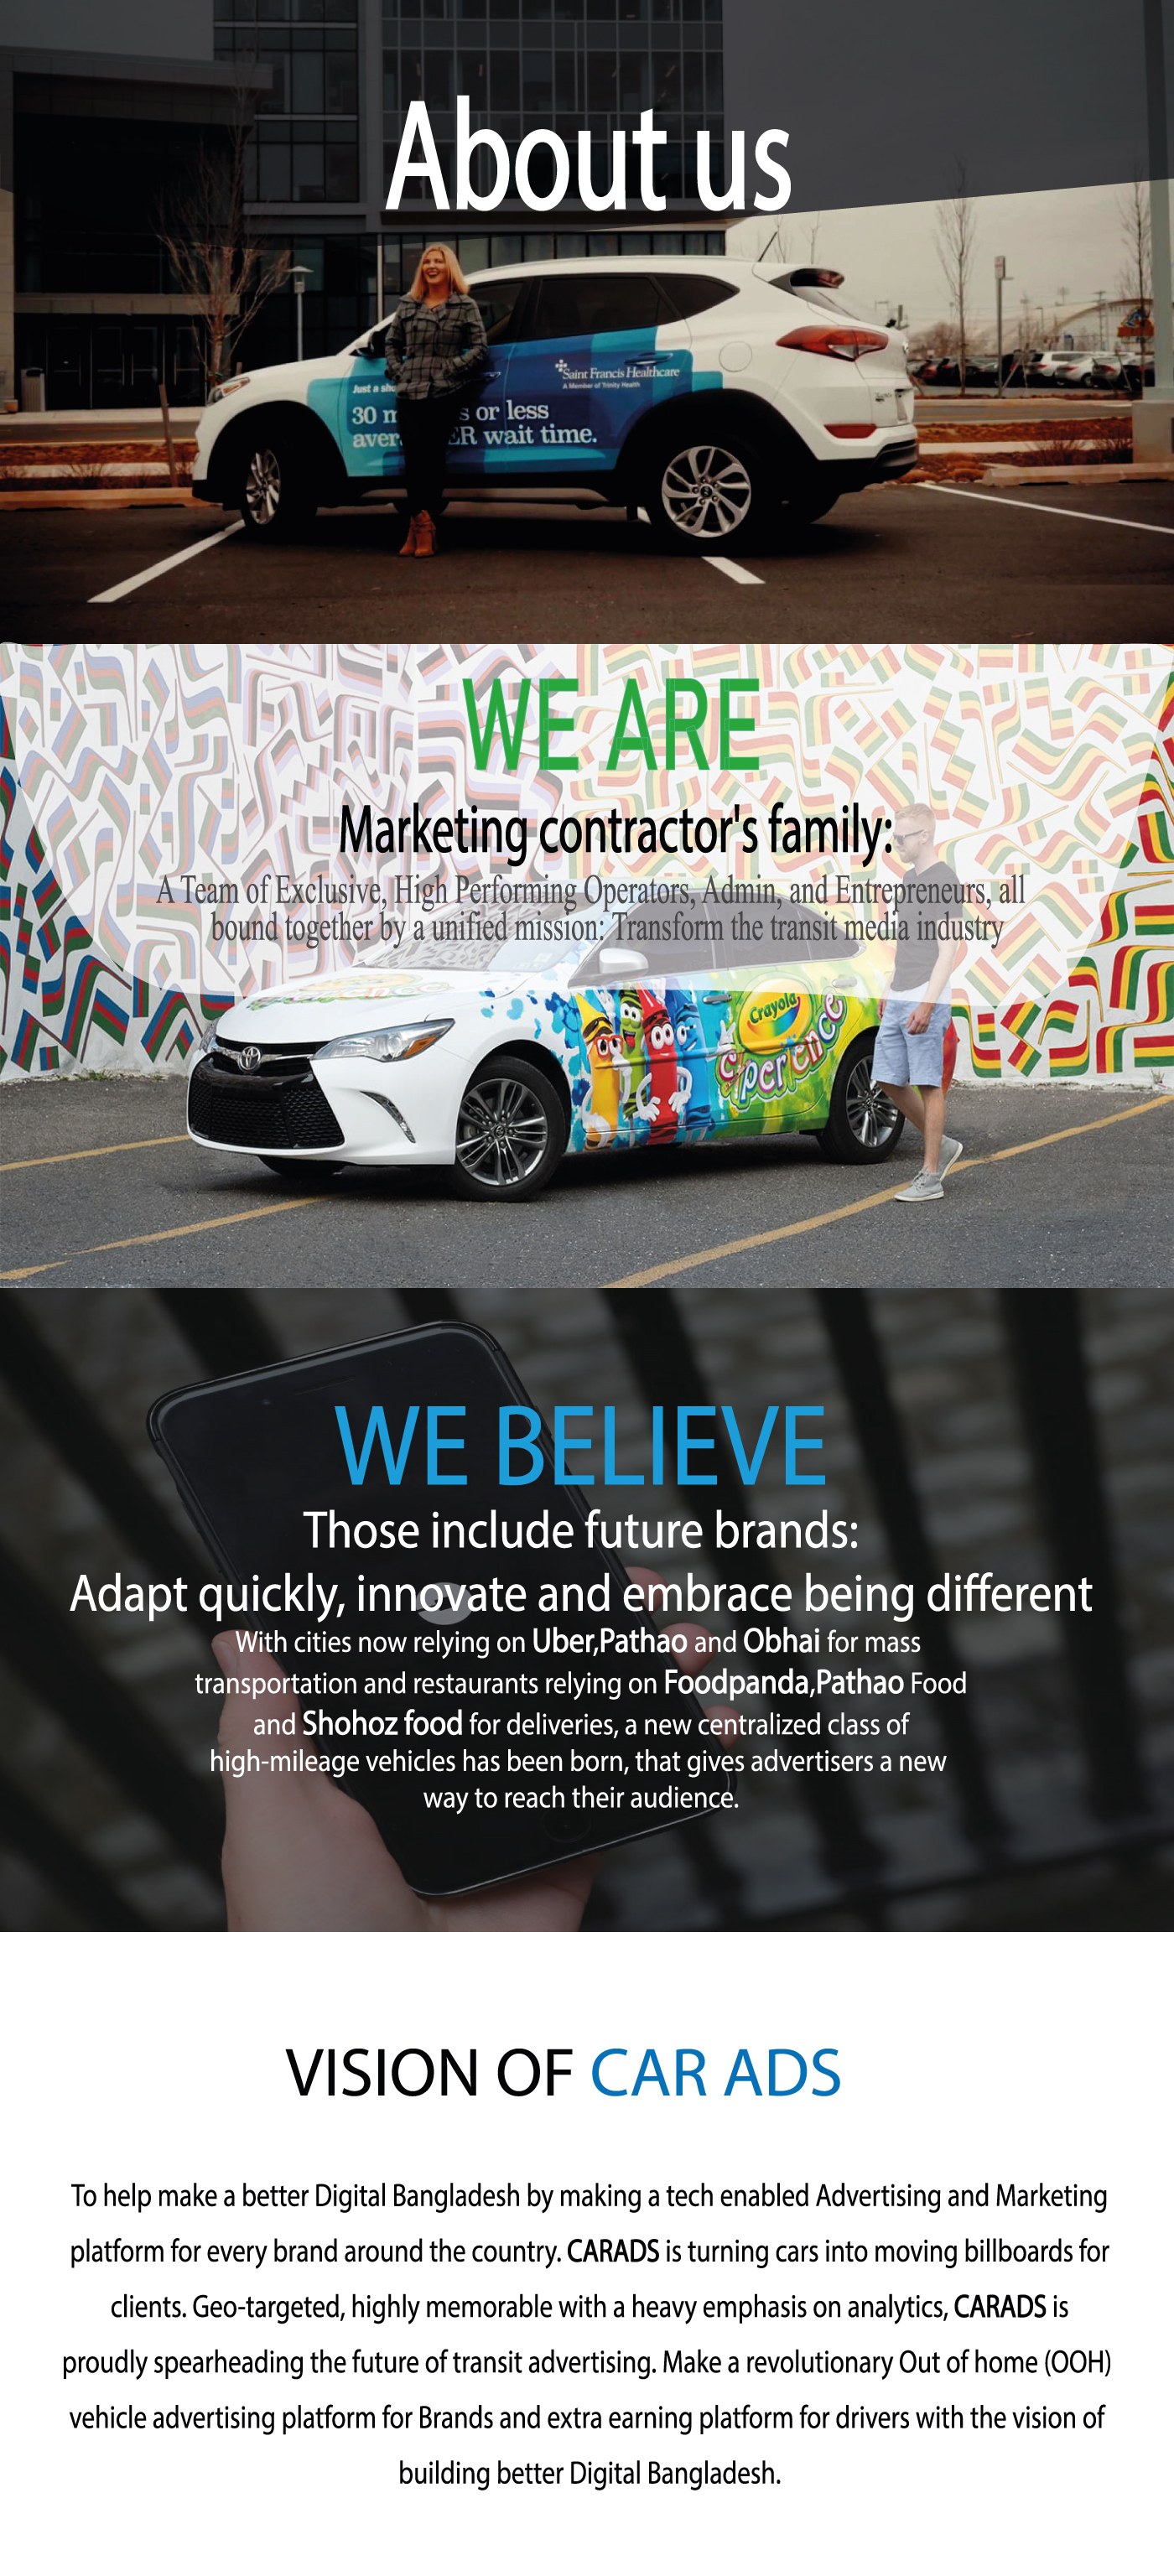 About us
Saint Francis Healthcare
A Member of Trinity Health
Just a sho
30 m s or less
aver ER wait time.
WE ARE
Marketing contractor's family:
A Team of Exclusive, High Performing Operators, Admin, and Entrepreneurs, all
bound together by a unified mission: Transform the transit media industry
Crayola
Experience
WE BELIEVE
Those include future brands:
Adapt quickly, innovate and embrace being different
With cities now relying on Uber,Pathao and Obhai for mass
transportation and restaurants relying on Foodpanda,Pathao Food
and Shohoz food for deliveries, a new centralized class of
high-mileage vehicles has been born, that gives advertisers a new
way to reach their audience.
VISION OF CAR ADS
To help make a better Digital Bangladesh by making a tech enabled Advertising and Marketing
platform for every brand around the country. CARADS is turning cars into moving billboards for
clients. Geo-targeted, highly memorable with a heavy emphasis on analytics, CARADS is
proudly spearheading the future of transit advertising. Make a revolutionary Out of home (OOH)
vehicle advertising platform for Brands and extra earning platform for drivers with the vision of
building better Digital Bangladesh.